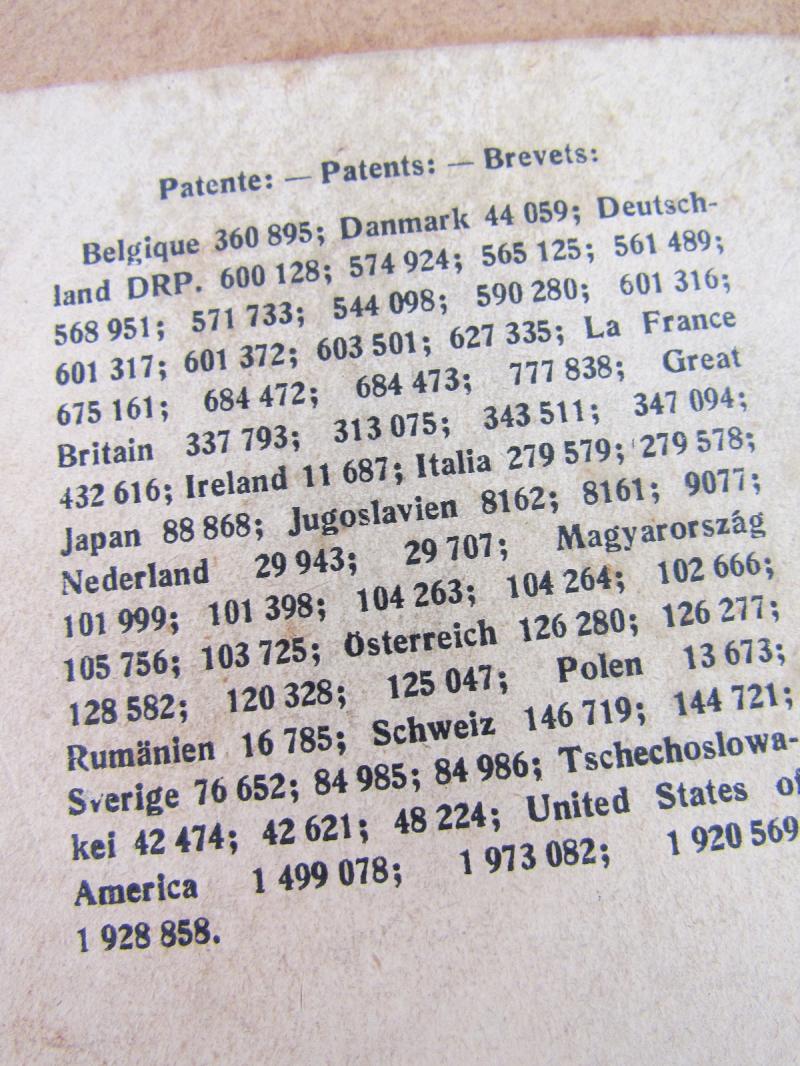 Patente: — Patents: — Brevets:
Belgique 360 895; Danmark 44 059; Deutsch-
land DRP. 600 128; 574 924; 565 125; 561 489;
568 951; 571 733; 544 098; 590 280; 601 316;
601 317; 601 372; 603 501; 627 335; La France
675 161; 684 472; 684 473; 777 838; Great
Britain 337 793; 313 075; 343 511; 347 094;
432 616; Ireland 11 687; Italia 279 579; 279 578;
Japan 88 868; Jugoslavien 8162; 8161; 9077;
Nederland 29 943; 29 707; Magyarország
101 999; 101 398; 104 263; 104 264; 102 666;
105 756; 103 725; Österreich 126 280; 126 277;
128 582; 120 328; 125 047; Polen 13 673;
Rumänien 16 785; Schweiz 146 719; 144 721;
Sverige 76 652; 84 985; 84 986; Tschechoslowa-
kei 42 474; 42 621; 48 224; United States of
America 1 499 078; 1 973 082; 1 920 569
1 928 858.